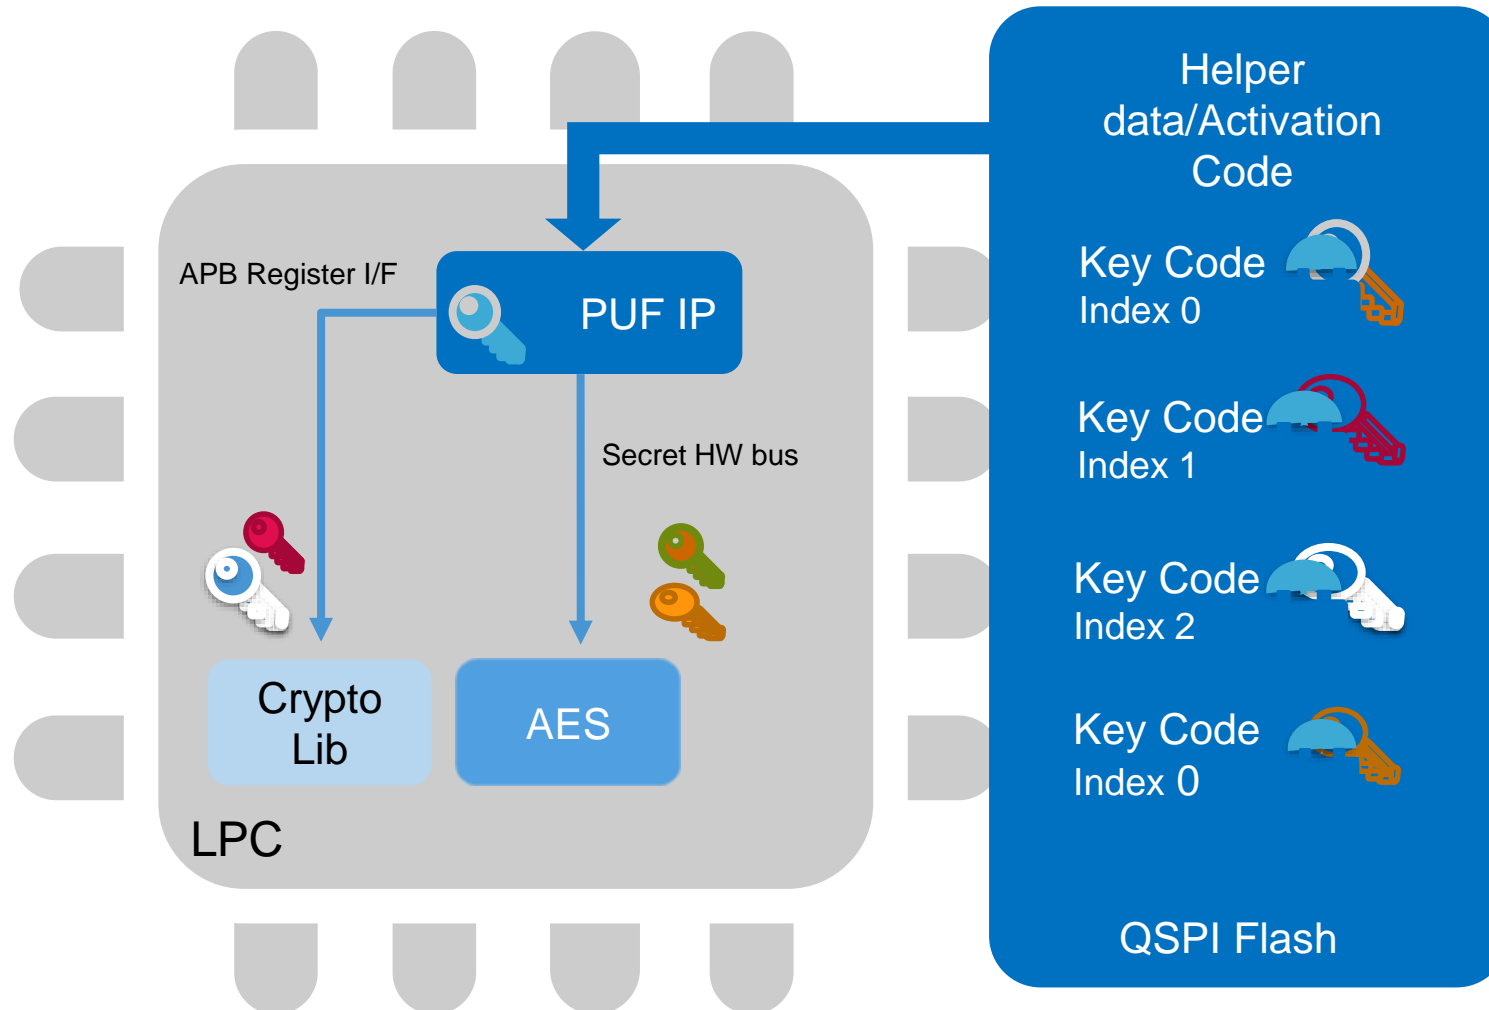 Helper
data/Activation
Code
APB Register I/F
PUF IP
Secret HW bus
Key Code
Index 0
Key Code
Index 1
Key Code
Index 2
Key Code
Index 0
Crypto
Lib
AES
LPC
QSPI Flash